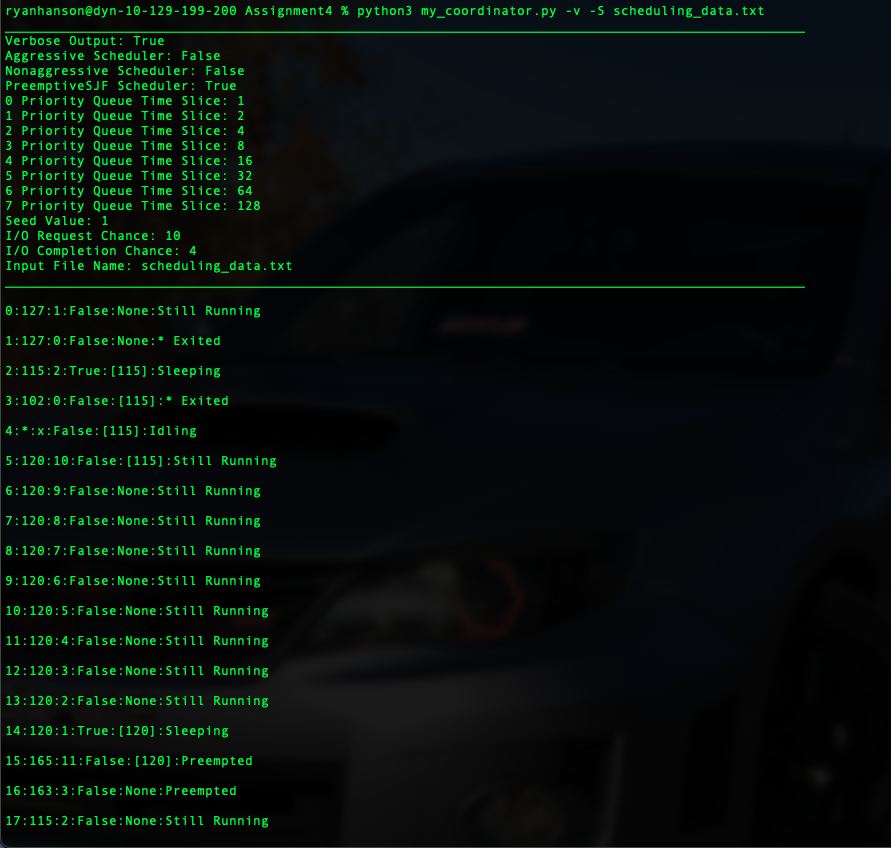 ryanhanson@dyn-10-129-199-200 Assignment4 % python3 my_coordinator.py -v -S scheduling_data.txt
Verbose Output: True
Aggressive Scheduler: False
Nonaggressive Scheduler: False
PreemptiveSJF Scheduler: True
0 Priority Queue Time Slice: 1
1 Priority Queue Time Slice: 2
2 Priority Queue Time Slice: 4
3 Priority Queue Time Slice: 8
4 Priority Queue Time Slice: 16
5 Priority Queue Time Slice: 32
6 Priority Queue Time Slice: 64
7 Priority Queue Time Slice: 128
Seed Value: 1
I/O Request Chance: 10
I/O Completion Chance: 4
Input File Name: scheduling_data.txt
0:127:1:False:None:Still Running
1:127:0:False:None:* Exited
2:115:2:True:[115]:Sleeping
3:102:0:False:[115]:* Exited
4:*:x:False:[115]:Idling
5:120:10:False:[115]:Still Running
6:120:9:False:None:Still Running
7:120:8:False:None:Still Running
8:120:7:False:None:Still Running
9:120:6:False:None:Still Running
10:120:5:False:None:Still Running
11:120:4:False:None:Still Running
12:120:3:False:None:Still Running
13:120:2:False:None:Still Running
14:120:1:True:[120]:Sleeping
15:165:11:False:[120]:Preempted
16:163:3:False:None:Preempted
17:115:2:False:None:Still Running